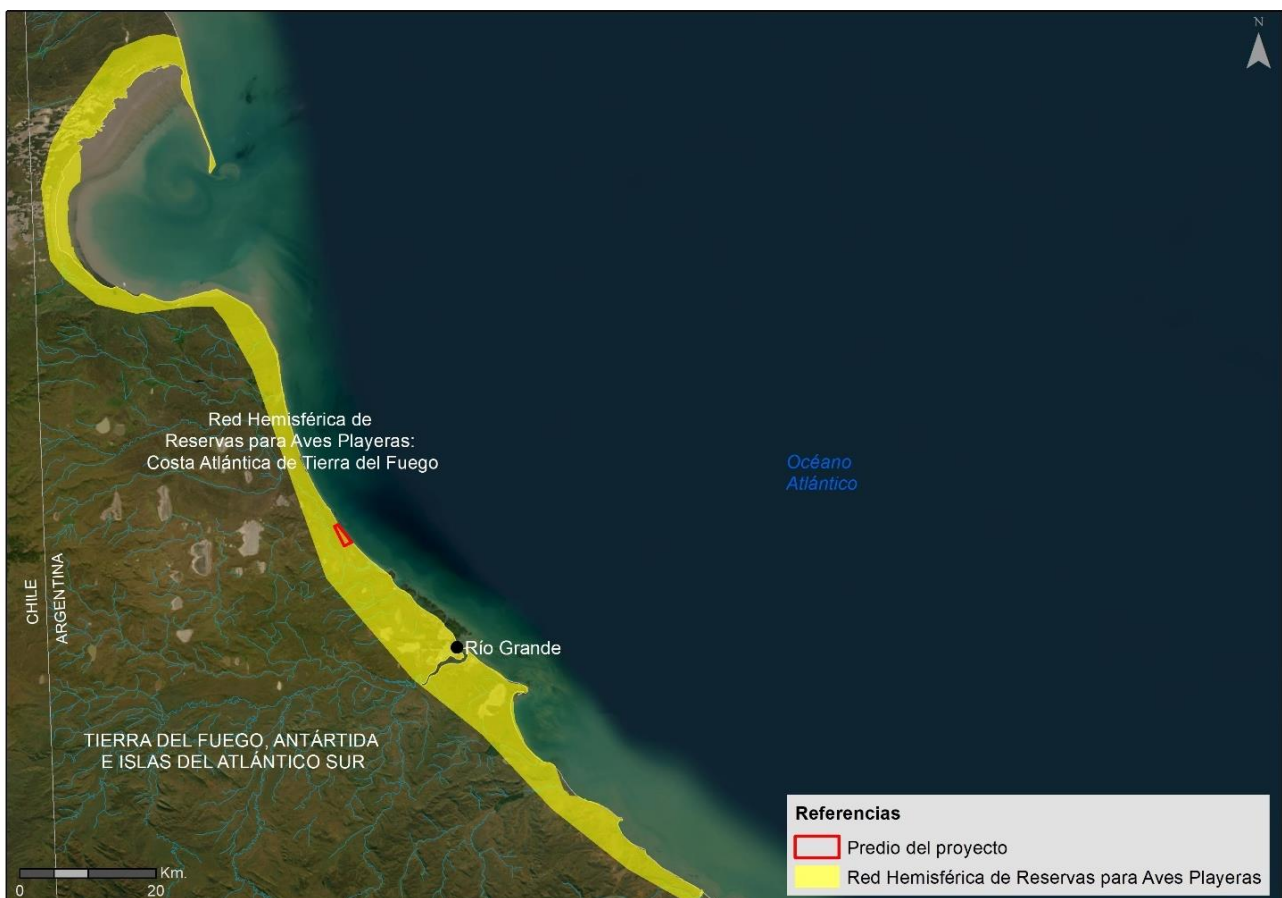 N
Red Hemisférica de
Reservas para Aves Playeras:
Costa Atlántica de Tierra del Fuego
Océano
Atlántico
CHILE
ARGENTINA
Río Grande
TIERRA DEL FUEGO, ANTÁRTIDA
E ISLAS DEL ATLÁNTICO SUR
Referencias
Predio del proyecto
Red Hemisférica de Reservas para Aves Playeras
Km.
0 20